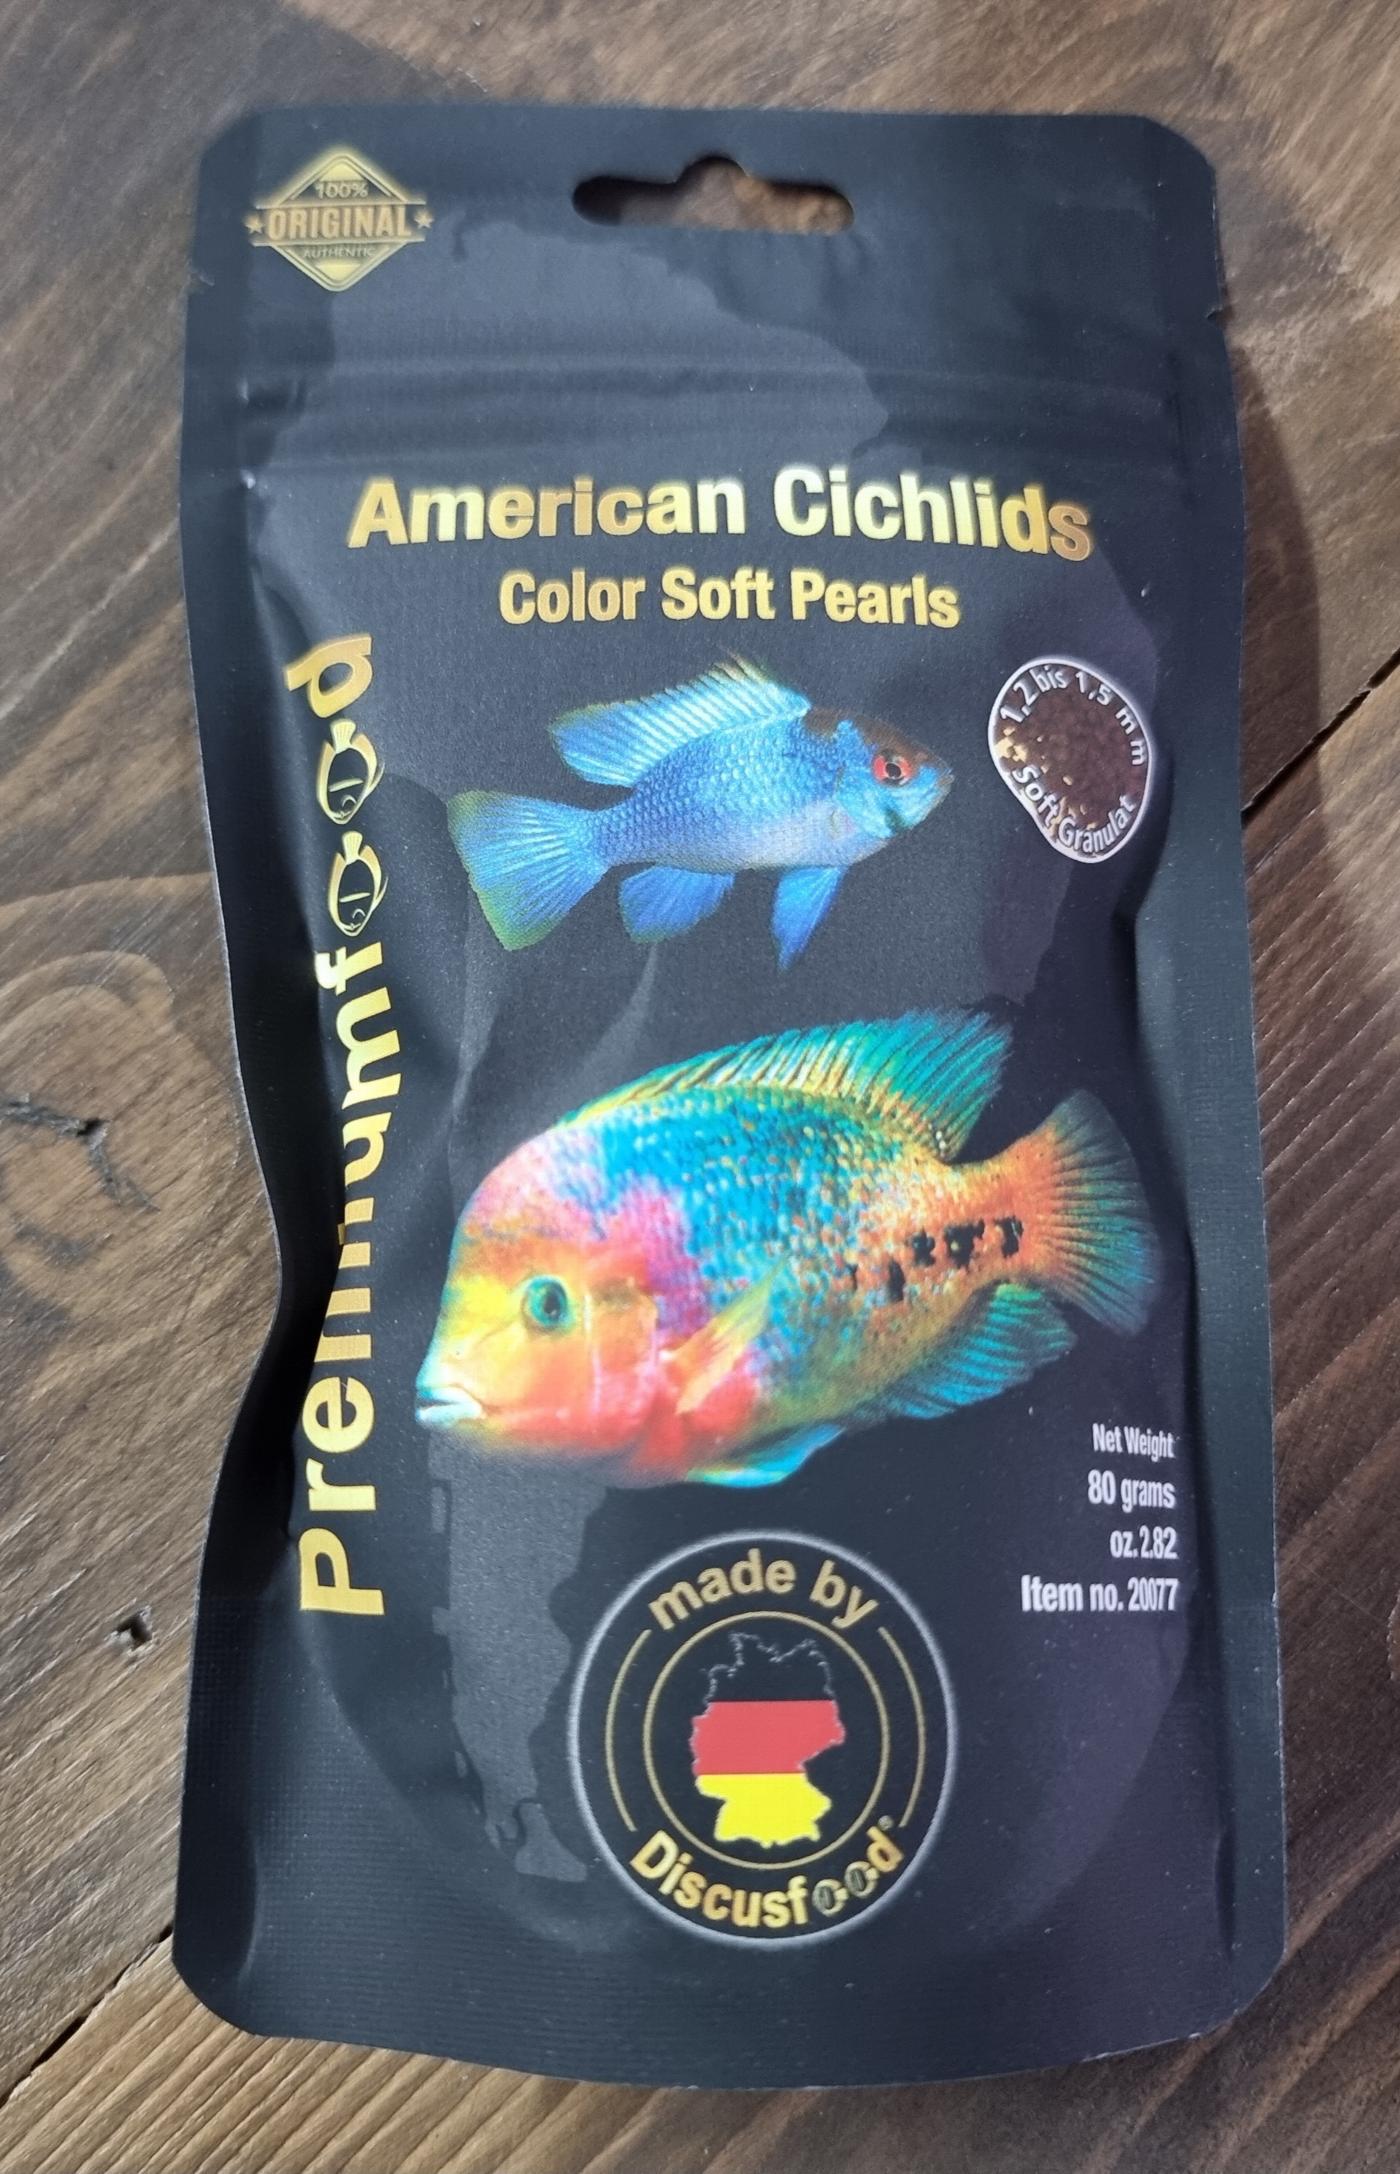 100%
ORIGINAL
AUTHENTIC
American Cichlids
Color Soft Pearls
1,2 bis 1,5 mm
Soft Granulat
Premiumfood
Net Weight
80 grams
oz. 2.82
Item no. 20077
made by
Discusfood®